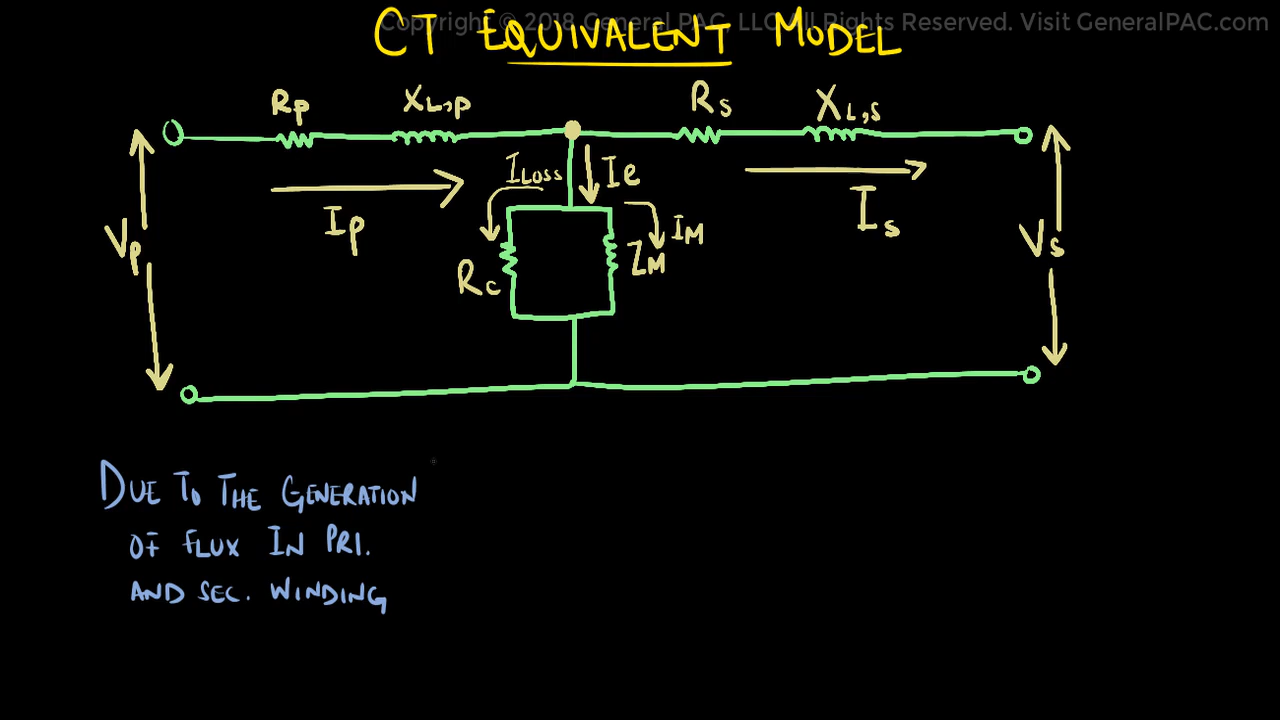 Copyright © 2018 General PAC, LLC All Rights Reserved. Visit GeneralPAC.com
CT EQUIVALENT MODEL
Rp XL,p Rs XL,s
ILOSS Ie
Ip Is
Vp IM Vs
Rc ZM
DUE TO THE GENERATION
OF FLUX IN PRI.
AND SEC. WINDING